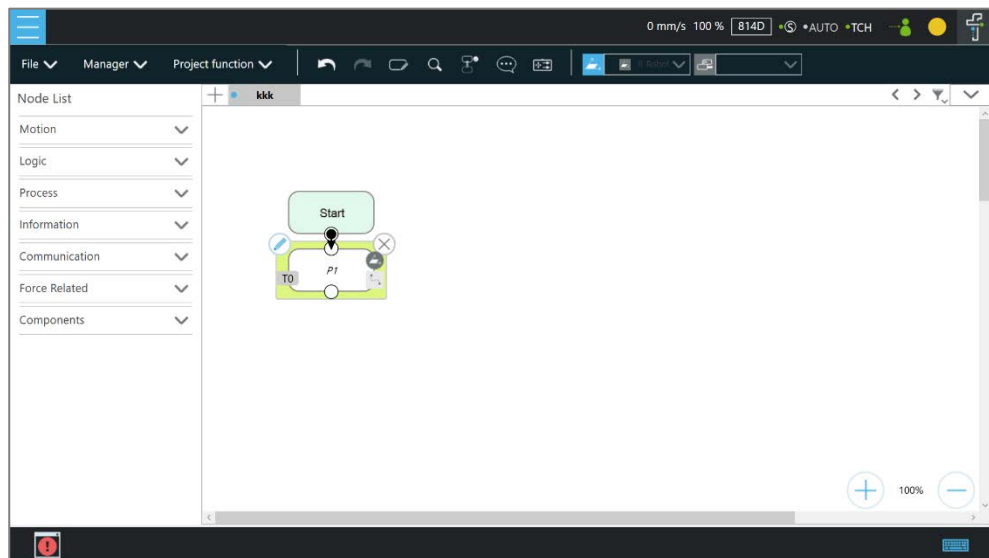 0 mm/s 100 % 814D •Ⓢ •AUTO •TCH
File Manager Project function
Node List
kkk
Motion
Logic
Process
Information
Communication
Force Related
Components
Start
P1
T0
100%